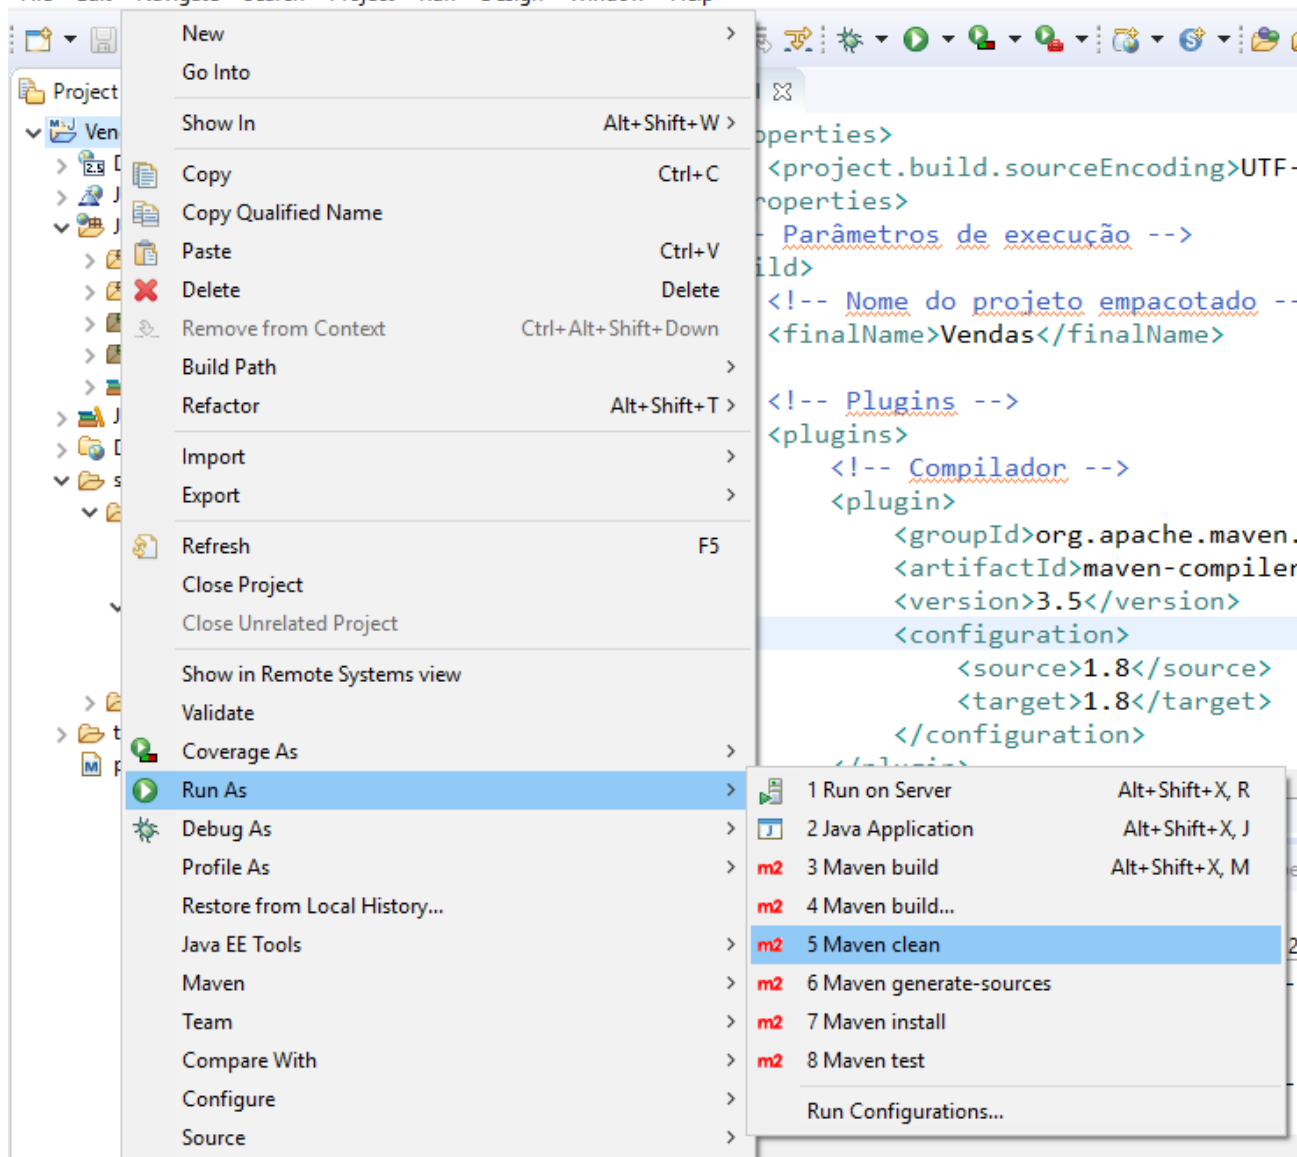 Project
Ven
New
Go Into
Show In Alt+Shift+W
Copy Ctrl+C
Copy Qualified Name
Paste Ctrl+V
Delete Delete
Remove from Context Ctrl+Alt+Shift+Down
Build Path
Refactor Alt+Shift+T
Import
Export
Refresh F5
Close Project
Close Unrelated Project
Show in Remote Systems view
Validate
Coverage As
Run As
Debug As
Profile As
Restore from Local History...
Java EE Tools
Maven
Team
Compare With
Configure
Source
1 Run on Server Alt+Shift+X, R
2 Java Application Alt+Shift+X, J
3 Maven build Alt+Shift+X, M
4 Maven build...
5 Maven clean
6 Maven generate-sources
7 Maven install
8 Maven test
Run Configurations...
operties>
<project.build.sourceEncoding>UTF-
roperties>
- Parâmetros de execução -->
ild>
<!-- Nome do projeto empacotado --
<finalName>Vendas</finalName>
<!-- Plugins -->
<plugins>
<!-- Compilador -->
<plugin>
<groupId>org.apache.maven.
<artifactId>maven-compiler
<version>3.5</version>
<configuration>
<source>1.8</source>
<target>1.8</target>
</configuration>
</plugin>